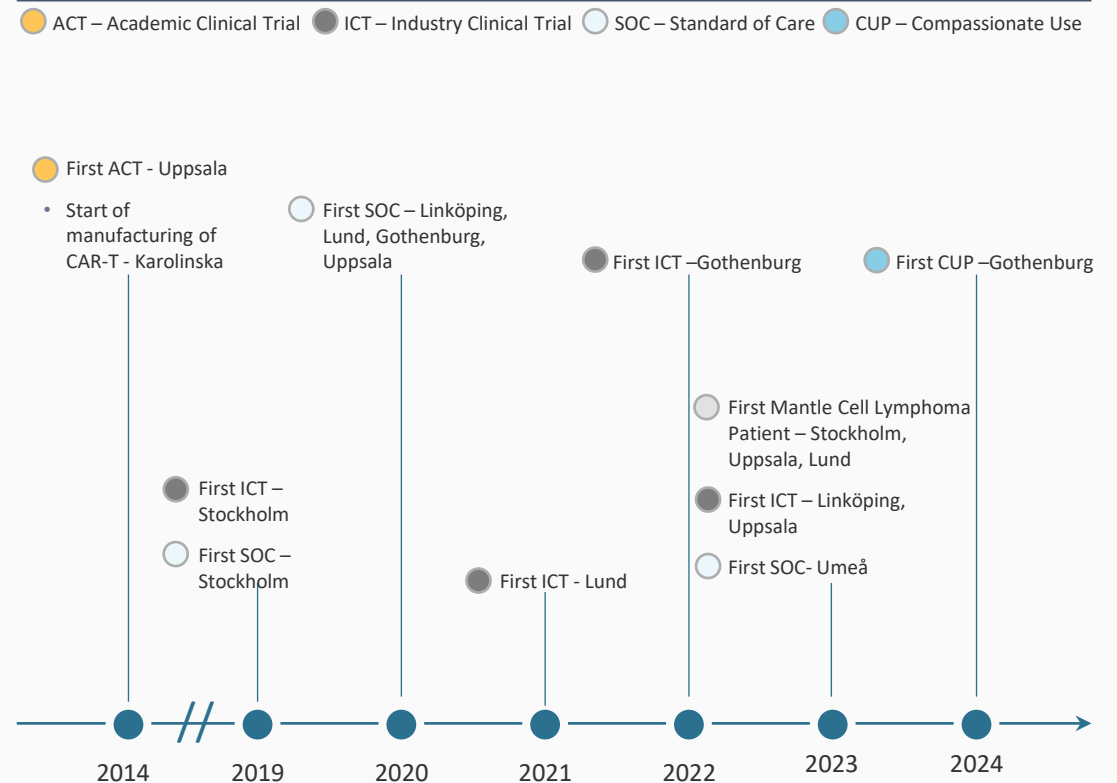 ACT – Academic Clinical Trial ICT – Industry Clinical Trial SOC – Standard of Care CUP – Compassionate Use
First ACT - Uppsala
• Start of
manufacturing of
CAR-T - Karolinska
First ICT –
Stockholm
First SOC –
Stockholm
First SOC – Linköping,
Lund, Gothenburg,
Uppsala
First ICT - Lund
First ICT –Gothenburg
First Mantle Cell Lymphoma
Patient – Stockholm,
Uppsala, Lund
First ICT – Linköping,
Uppsala
First SOC- Umeå
First CUP –Gothenburg
2014 2019 2020 2021 2022 2023 2024